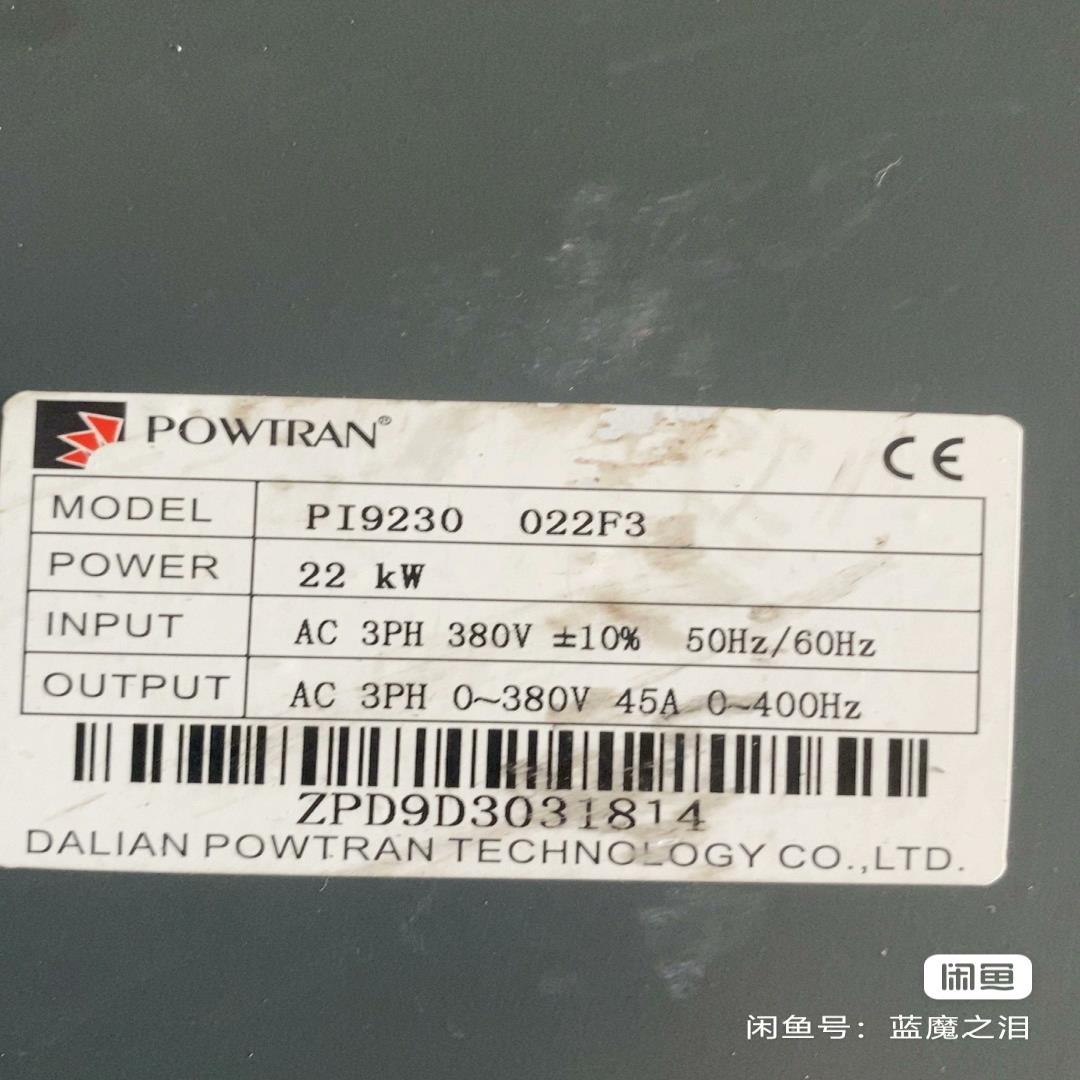 POWTRAN® CE
MODEL PI9230 022F3
POWER 22 kW
INPUT AC 3PH 380V ±10% 50Hz/60Hz
OUTPUT AC 3PH 0~380V 45A 0~400Hz
ZPD9D3031814
DALIAN POWTRAN TECHNOLOGY CO.,LTD.
闲鱼
闲鱼号：蓝魔之泪